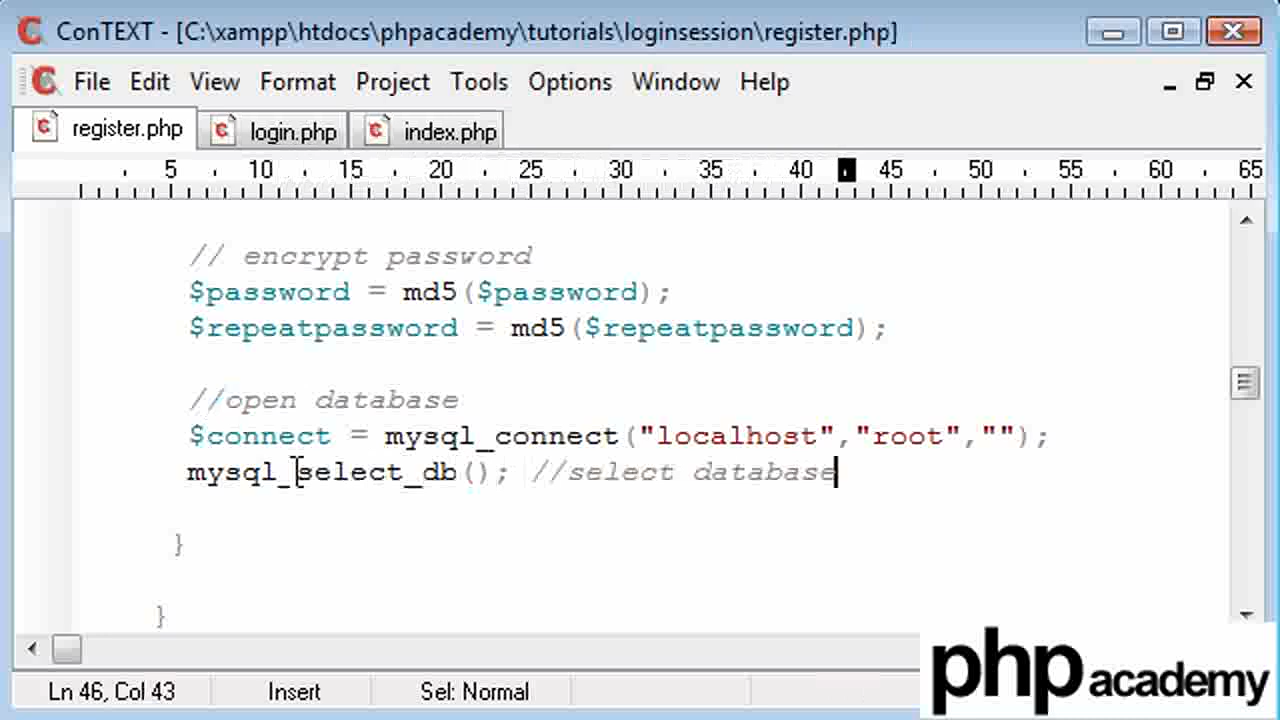 ConTEXT - [C:\xampp\htdocs\phpacademy\tutorials\loginsession\register.php]
File Edit View Format Project Tools Options Window Help
register.php login.php index.php
5 10 15 20 25 30 35 40 45 50 55 60 65
// encrypt password
$password = md5($password);
$repeatpassword = md5($repeatpassword);
//open database
$connect = mysql_connect("localhost","root","");
mysql_select_db(); //select database
}
}
Ln 46, Col 43 Insert Sel: Normal
php academy